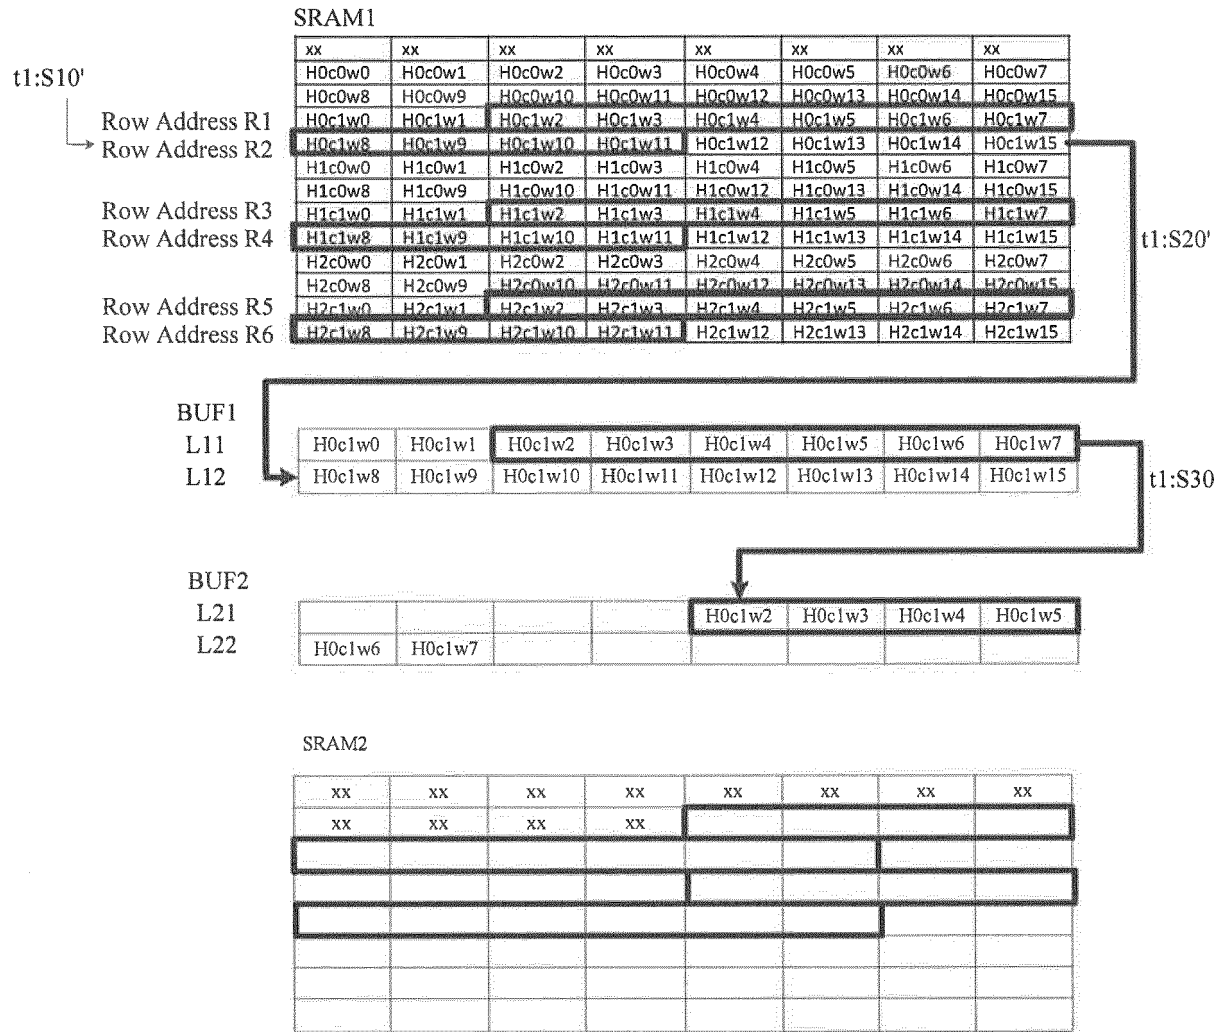 SRAM1
xx xx xx xx xx xx xx xx
t1:S10' H0c0w0 H0c0w1 H0c0w2 H0c0w3 H0c0w4 H0c0w5 H0c0w6 H0c0w7
H0c0w8 H0c0w9 H0c0w10 H0c0w11 H0c0w12 H0c0w13 H0c0w14 H0c0w15
Row Address R1 H0c1w0 H0c1w1 H0c1w2 H0c1w3 H0c1w4 H0c1w5 H0c1w6 H0c1w7
Row Address R2 H0c1w8 H0c1w9 H0c1w10 H0c1w11 H0c1w12 H0c1w13 H0c1w14 H0c1w15
H1c0w0 H1c0w1 H1c0w2 H1c0w3 H1c0w4 H1c0w5 H1c0w6 H1c0w7
H1c0w8 H1c0w9 H1c0w10 H1c0w11 H1c0w12 H1c0w13 H1c0w14 H1c0w15
Row Address R3 H1c1w0 H1c1w1 H1c1w2 H1c1w3 H1c1w4 H1c1w5 H1c1w6 H1c1w7
Row Address R4 H1c1w8 H1c1w9 H1c1w10 H1c1w11 H1c1w12 H1c1w13 H1c1w14 H1c1w15 t1:S20'
H2c0w0 H2c0w1 H2c0w2 H2c0w3 H2c0w4 H2c0w5 H2c0w6 H2c0w7
H2c0w8 H2c0w9 H2c0w10 H2c0w11 H2c0w12 H2c0w13 H2c0w14 H2c0w15
Row Address R5 H2c1w0 H2c1w1 H2c1w2 H2c1w3 H2c1w4 H2c1w5 H2c1w6 H2c1w7
Row Address R6 H2c1w8 H2c1w9 H2c1w10 H2c1w11 H2c1w12 H2c1w13 H2c1w14 H2c1w15
BUF1
L11 H0c1w0 H0c1w1 H0c1w2 H0c1w3 H0c1w4 H0c1w5 H0c1w6 H0c1w7
L12 H0c1w8 H0c1w9 H0c1w10 H0c1w11 H0c1w12 H0c1w13 H0c1w14 H0c1w15 t1:S30
BUF2
L21 H0c1w2 H0c1w3 H0c1w4 H0c1w5
L22 H0c1w6 H0c1w7
SRAM2
xx xx xx xx xx xx xx xx
xx xx xx xx